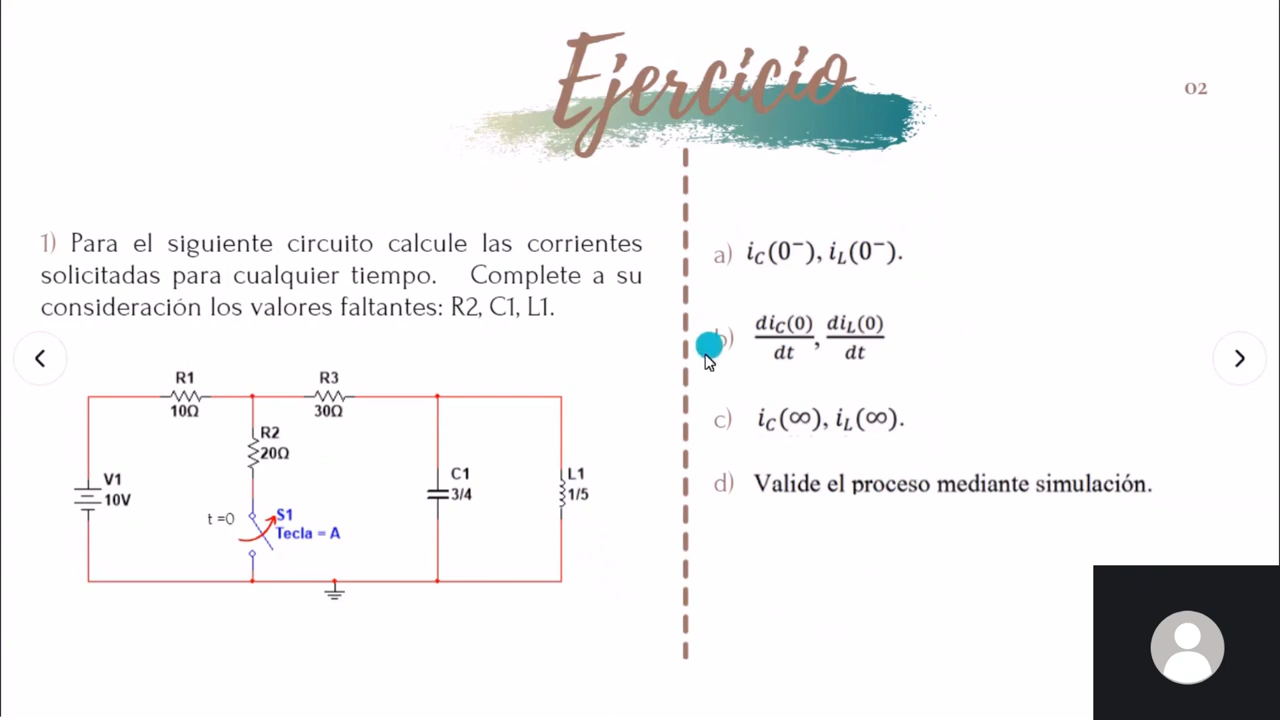 Ejercicio
02
1) Para el siguiente circuito calcule las corrientes
solicitadas para cualquier tiempo. Complete a su
consideración los valores faltantes: R2, C1, L1.
R1
10Ω
R3
30Ω
R2
20Ω
V1
10V
t =0
S1
Tecla = A
C1
3/4
L1
1/5
a) i_C(0⁻), i_L(0⁻).
b) di_C(0)/dt, di_L(0)/dt
c) i_C(∞), i_L(∞).
d) Valide el proceso mediante simulación.